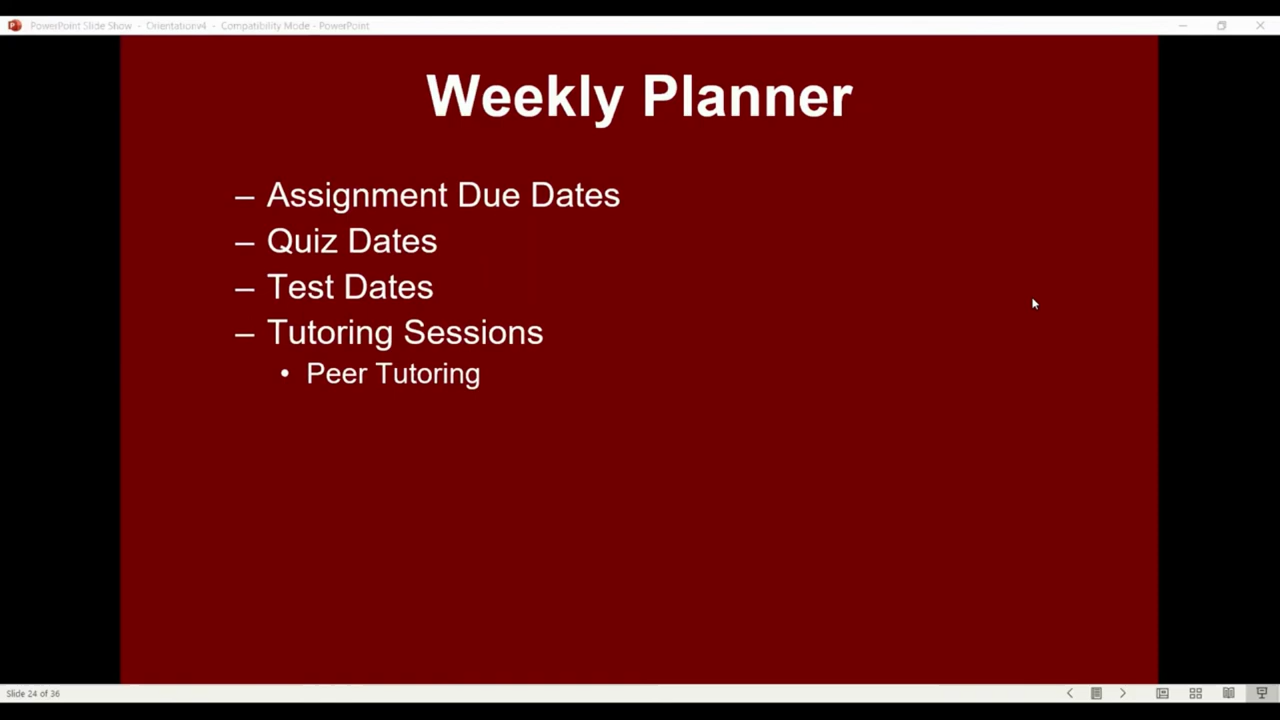 PowerPoint Slide Show - Orientationv4 - Compatibility Mode - PowerPoint
Weekly Planner
– Assignment Due Dates
– Quiz Dates
– Test Dates
– Tutoring Sessions
• Peer Tutoring
Slide 24 of 36